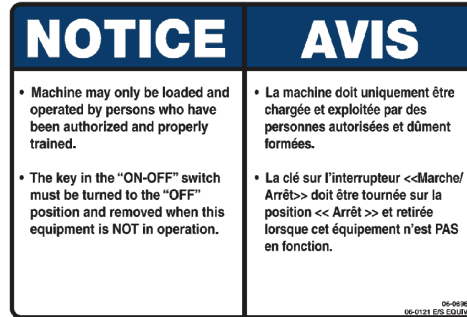 NOTICE
• Machine may only be loaded and
operated by persons who have
been authorized and properly
trained.
• The key in the “ON-OFF” switch
must be turned to the “OFF”
position and removed when this
equipment is NOT in operation.
AVIS
• La machine doit uniquement être
chargée et exploitée par des
personnes autorisées et dûment
formées.
• La clé sur l’interrupteur <<Marche/
Arrêt>> doit être tournée sur la
position << Arrêt >> et retirée
lorsque cet équipement n’est PAS
en fonction.
06-0121 E/S EQUIV